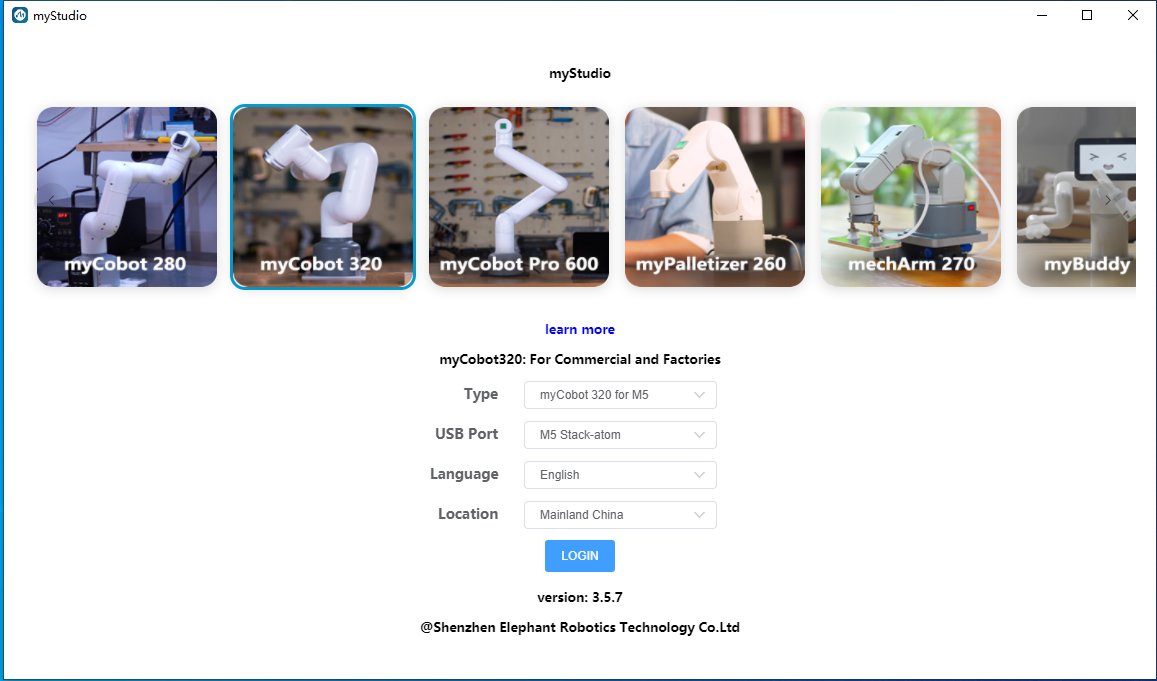 myStudio
myStudio
myCobot 280
myCobot 320
myCobot Pro 600
myPalletizer 260
mechArm 270
myBuddy
learn more
myCobot320: For Commercial and Factories
Type myCobot 320 for M5
USB Port M5 Stack-atom
Language English
Location Mainland China
LOGIN
version: 3.5.7
@Shenzhen Elephant Robotics Technology Co.Ltd